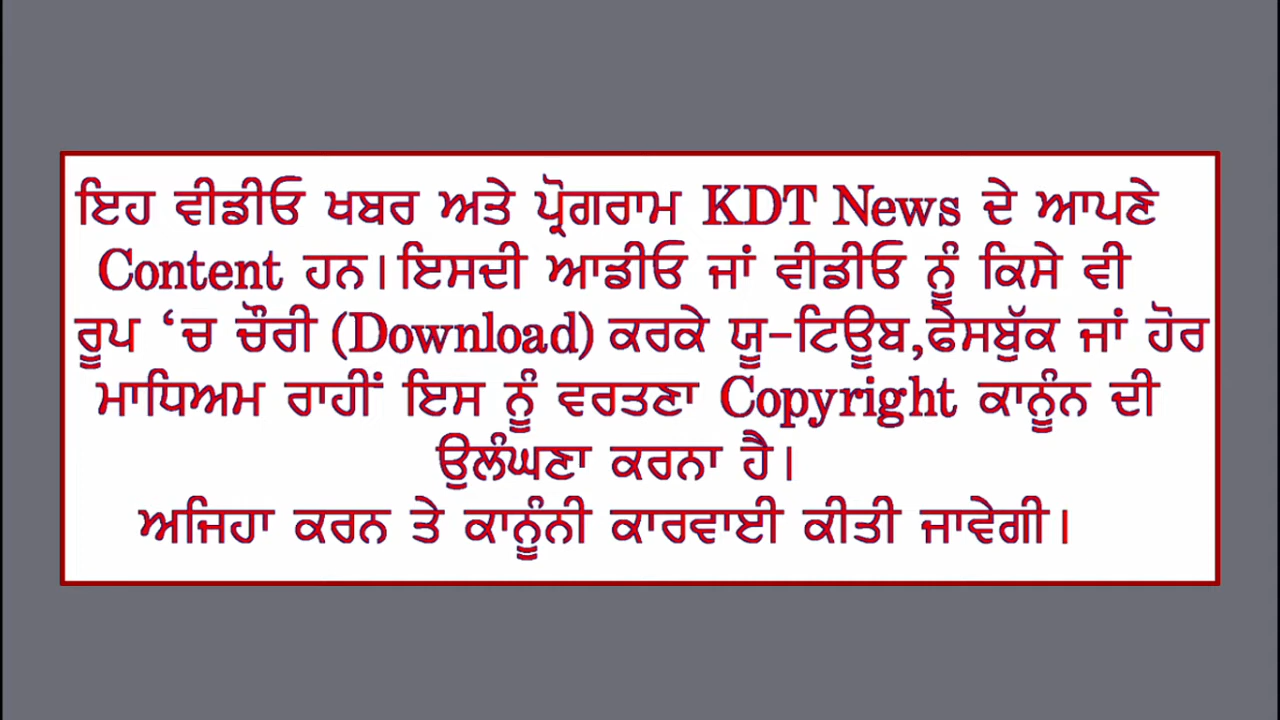 ਇਹ ਵੀਡੀਓ ਖਬਰ ਅਤੇ ਪ੍ਰੋਗਰਾਮ KDT News ਦੇ ਆਪਣੇ
Content ਹਨ।ਇਸਦੀ ਆਡੀਓ ਜਾਂ ਵੀਡੀਓ ਨੂੰ ਕਿਸੇ ਵੀ
ਰੂਪ ‘ਚ ਚੋਰੀ (Download) ਕਰਕੇ ਯੂ-ਟਿਊਬ,ਫੇਸਬੁੱਕ ਜਾਂ ਹੋਰ
ਮਾਧਿਅਮ ਰਾਹੀਂ ਇਸ ਨੂੰ ਵਰਤਣਾ Copyright ਕਾਨੂੰਨ ਦੀ
ਉਲੰਘਣਾ ਕਰਨਾ ਹੈ।
ਅਜਿਹਾ ਕਰਨ ਤੇ ਕਾਨੂੰਨੀ ਕਾਰਵਾਈ ਕੀਤੀ ਜਾਵੇਗੀ।